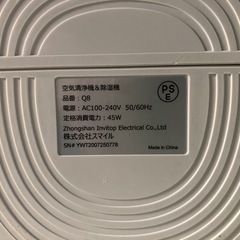 空気清浄機&除湿機
品番：Q8
電源：AC100-240V 50/60Hz
定格消費電力：45W
Zhongshan Invitop Electrical Co.,Ltd
株式会社スマイル
SN# YWT2007250778
Made in China
PS
E